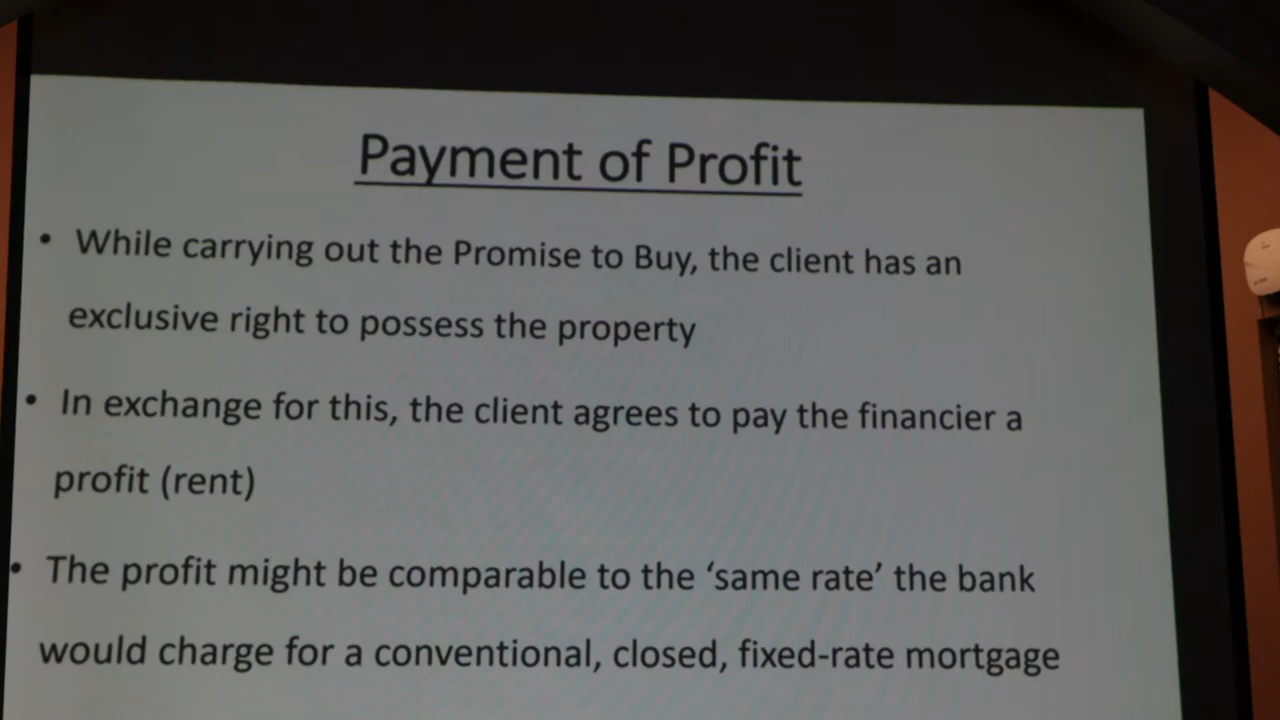 Payment of Profit
• While carrying out the Promise to Buy, the client has an
exclusive right to possess the property
• In exchange for this, the client agrees to pay the financier a
profit (rent)
• The profit might be comparable to the ‘same rate’ the bank
would charge for a conventional, closed, fixed-rate mortgage